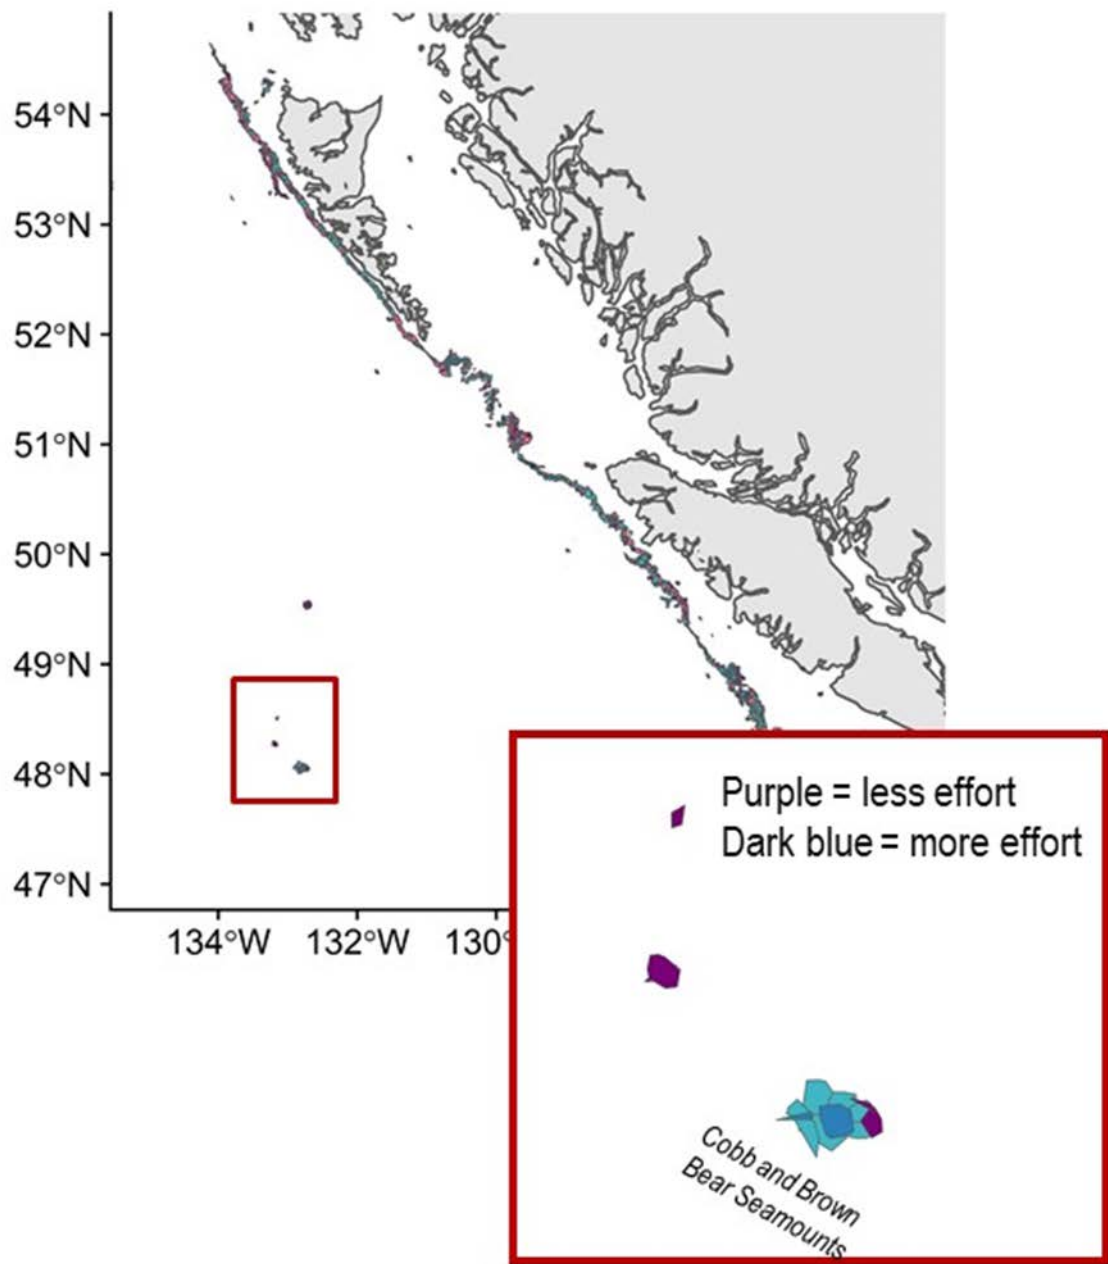 54°N
53°N
52°N
51°N
50°N
49°N
48°N
47°N
134°W 132°W 130°
Purple = less effort
Dark blue = more effort
Cobb and Brown
Bear Seamounts